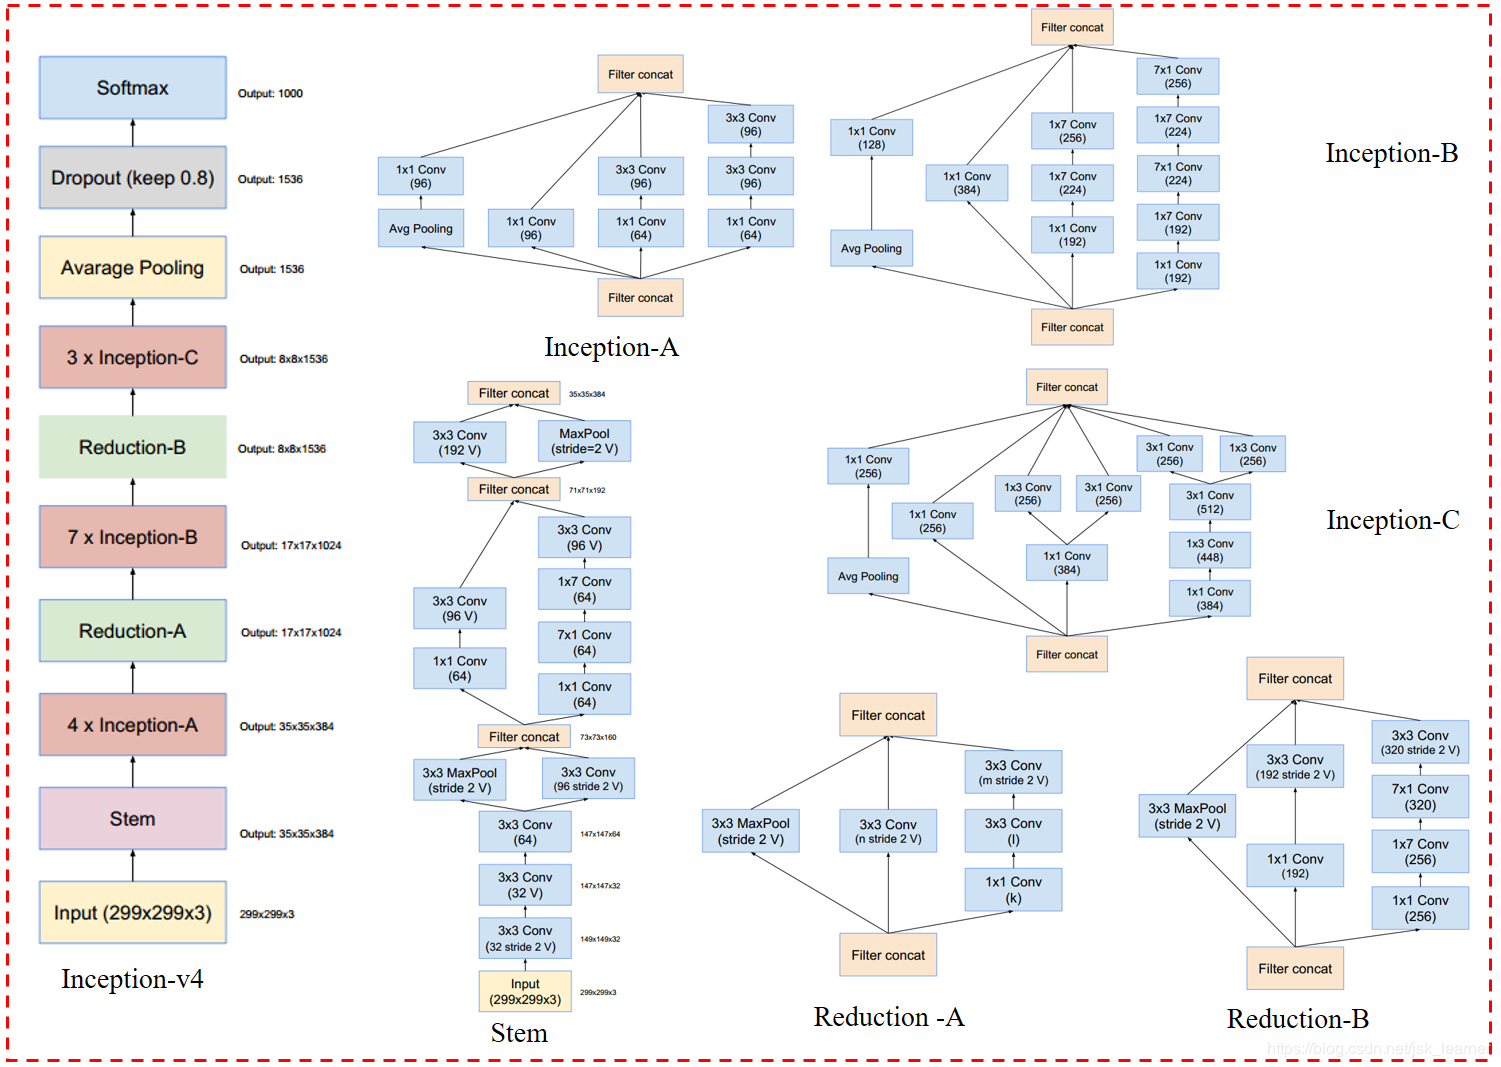 Softmax
Output: 1000
Dropout (keep 0.8)
Output: 1536
Avarage Pooling
Output: 1536
3 x Inception-C
Output: 8x8x1536
Reduction-B
Output: 8x8x1536
7 x Inception-B
Output: 17x17x1024
Reduction-A
Output: 17x17x1024
4 x Inception-A
Output: 35x35x384
Stem
Output: 35x35x384
Input (299x299x3)
299x299x3
Inception-v4
Filter concat
3x3 Conv
(96)
1x1 Conv
(96)
3x3 Conv
(96)
3x3 Conv
(96)
Avg Pooling
1x1 Conv
(96)
1x1 Conv
(64)
1x1 Conv
(64)
Filter concat
Inception-A
Filter concat
7x1 Conv
(256)
1x1 Conv
(128)
1x7 Conv
(256)
1x7 Conv
(224)
1x1 Conv
(384)
1x7 Conv
(224)
7x1 Conv
(224)
1x7 Conv
(192)
Avg Pooling
1x1 Conv
(192)
1x1 Conv
(192)
Filter concat
Inception-B
Filter concat
35x35x384
3x3 Conv
(192 V)
MaxPool
(stride=2 V)
Filter concat
71x71x192
3x3 Conv
(96 V)
1x7 Conv
(64)
3x3 Conv
(96 V)
7x1 Conv
(64)
1x1 Conv
(64)
1x1 Conv
(64)
Filter concat
73x73x160
3x3 MaxPool
(stride 2 V)
3x3 Conv
(96 stride 2 V)
3x3 Conv
(64)
147x147x64
3x3 Conv
(32 V)
147x147x32
3x3 Conv
(32 stride 2 V)
149x149x32
Input
(299x299x3)
299x299x3
Stem
Filter concat
1x1 Conv
(256)
3x1 Conv
(256)
1x3 Conv
(256)
1x3 Conv
(256)
3x1 Conv
(256)
3x1 Conv
(512)
1x1 Conv
(256)
1x3 Conv
(448)
1x1 Conv
(384)
Avg Pooling
1x1 Conv
(384)
Filter concat
Inception-C
Filter concat
3x3 Conv
(m stride 2 V)
3x3 MaxPool
(stride 2 V)
3x3 Conv
(n stride 2 V)
3x3 Conv
(l)
1x1 Conv
(k)
Filter concat
Reduction -A
Filter concat
3x3 Conv
(320 stride 2 V)
3x3 Conv
(192 stride 2 V)
7x1 Conv
(320)
3x3 MaxPool
(stride 2 V)
1x7 Conv
(256)
1x1 Conv
(192)
1x1 Conv
(256)
Filter concat
Reduction-B
https://blog.csdn.net/jsk_learner